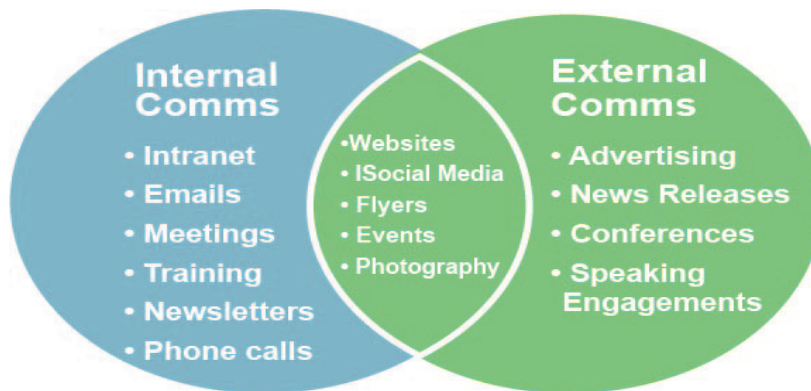 Internal
Comms
• Intranet
• Emails
• Meetings
• Training
• Newsletters
• Phone calls
•Websites
• ISocial Media
• Flyers
• Events
• Photography
External
Comms
• Advertising
• News Releases
• Conferences
• Speaking
Engagements